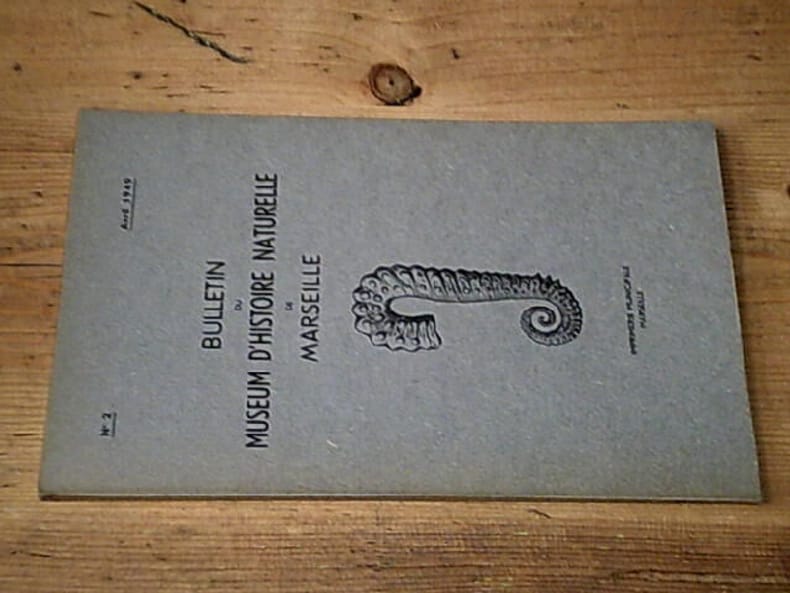 N° 2
Avril 1949
BULLETIN
DU
MUSEUM D'HISTOIRE NATURELLE
DE
MARSEILLE
IMPRIMERIE MUNICIPALE
MARSEILLE